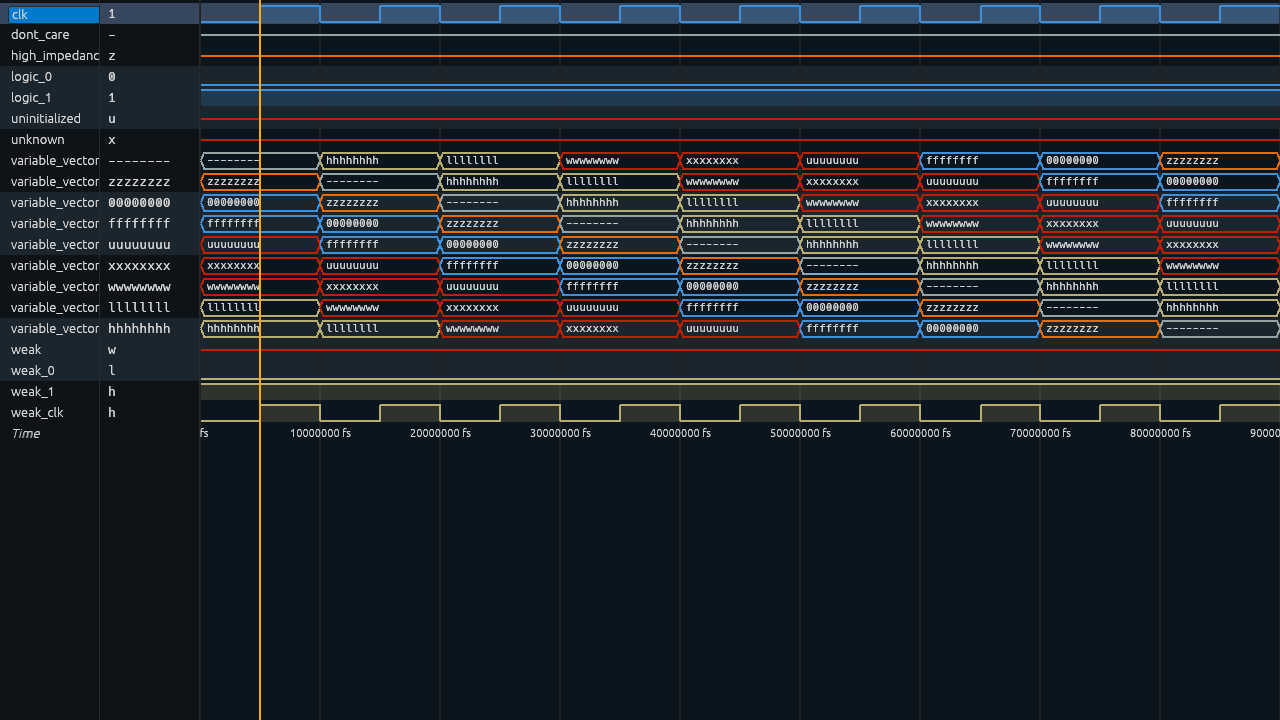 clk 1
dont_care –
high_impedanc z
logic_0 0
logic_1 1
uninitialized u
unknown x
variable_vector -------- -------- hhhhhhhh llllllll wwwwwwww xxxxxxxx uuuuuuuu ffffffff 00000000 zzzzzzzz
variable_vector zzzzzzzz zzzzzzzz -------- hhhhhhhh llllllll wwwwwwww xxxxxxxx uuuuuuuu ffffffff 00000000
variable_vector 00000000 00000000 zzzzzzzz -------- hhhhhhhh llllllll wwwwwwww xxxxxxxx uuuuuuuu ffffffff
variable_vector ffffffff ffffffff 00000000 zzzzzzzz -------- hhhhhhhh llllllll wwwwwwww xxxxxxxx uuuuuuuu
variable_vector uuuuuuuu uuuuuuuu ffffffff 00000000 zzzzzzzz -------- hhhhhhhh llllllll wwwwwwww xxxxxxxx
variable_vector xxxxxxxx xxxxxxxx uuuuuuuu ffffffff 00000000 zzzzzzzz -------- hhhhhhhh llllllll wwwwwwww
variable_vector wwwwwwww wwwwwwww xxxxxxxx uuuuuuuu ffffffff 00000000 zzzzzzzz -------- hhhhhhhh llllllll
variable_vector llllllll llllllll wwwwwwww xxxxxxxx uuuuuuuu ffffffff 00000000 zzzzzzzz -------- hhhhhhhh
variable_vector hhhhhhhh hhhhhhhh llllllll wwwwwwww xxxxxxxx uuuuuuuu ffffffff 00000000 zzzzzzzz --------
weak w
weak_0 l
weak_1 h
weak_clk h
Time fs 10000000 fs 20000000 fs 30000000 fs 40000000 fs 50000000 fs 60000000 fs 70000000 fs 80000000 fs 90000